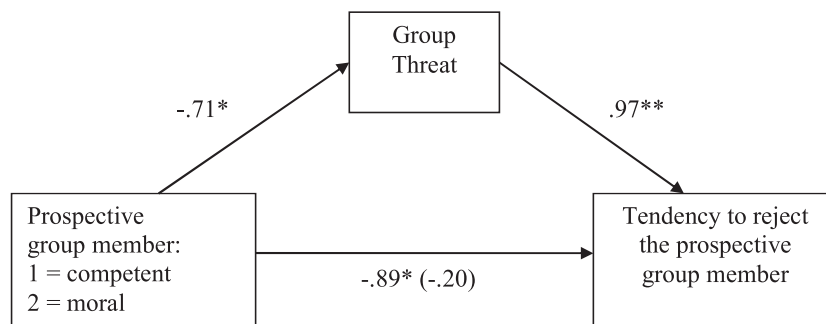 Group
Threat
-.71*
.97**
Prospective
group member:
1 = competent
2 = moral
Tendency to reject
the prospective
group member
-.89* (-.20)